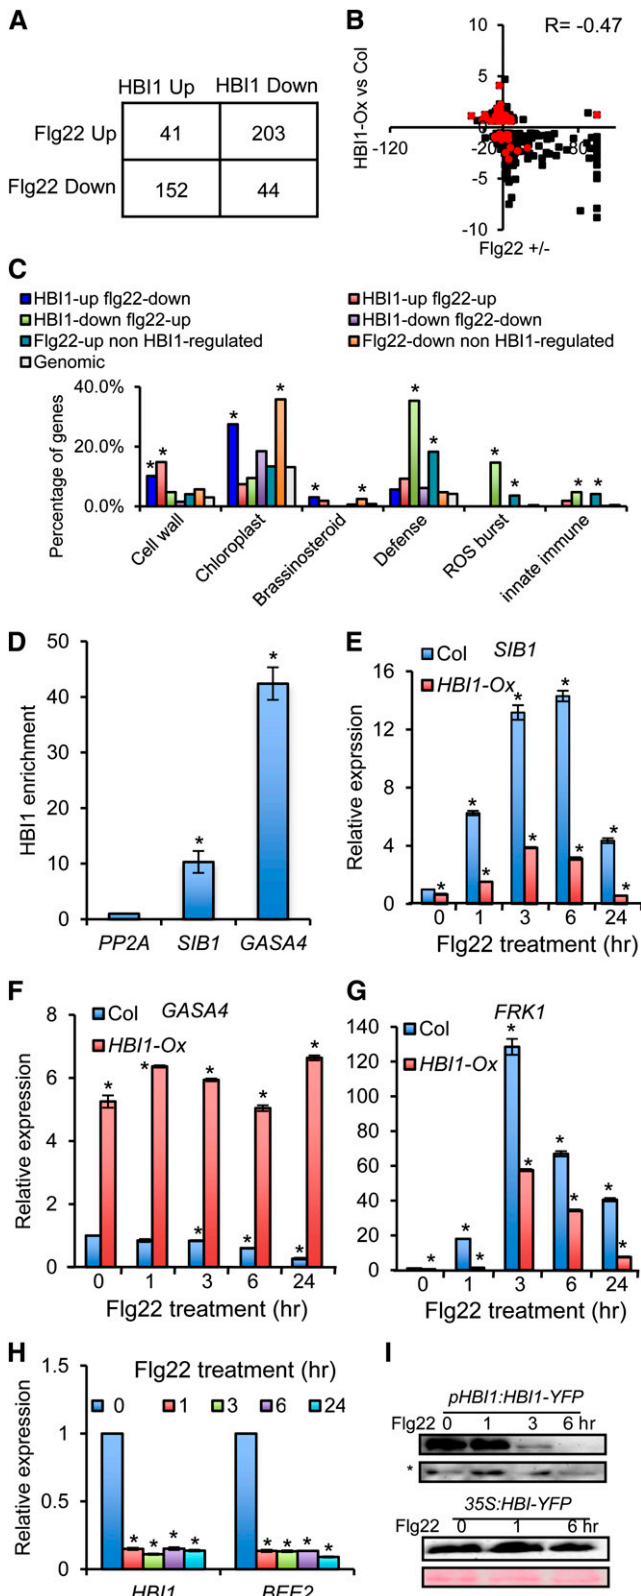 A
HBI1 Up HBI1 Down
Flg22 Up 41 203
Flg22 Down 152 44
B
R= -0.47
HBI1-Ox vs Col
10
5
0
-5
-10
-120 -20 80
Flg22 +/-
C
HBI1-up flg22-down HBI1-up flg22-up
HBI1-down flg22-up HBI1-down flg22-down
Flg22-up non HBI1-regulated Flg22-down non HBI1-regulated
Genomic
Percentage of genes
40.0%
20.0%
0.0%
* * * * * * * * * * * *
Cell wall Chloroplast Brassinosteroid Defense ROS burst innate immune
D
HBI1 enrichment
50
40
30
20
10
0
* *
PP2A SIB1 GASA4
E
SIB1
Col
HBI1-Ox
Relative exprssion
16
12
8
4
0
* * * * * * * * *
0 1 3 6 24
Flg22 treatment (hr)
F
GASA4
Col
HBI1-Ox
Relative expression
8
6
4
2
0
* * * * * * * *
0 1 3 6 24
Flg22 treatment (hr)
G
FRK1
Col
HBI1-Ox
Relative expression
140
120
100
80
60
40
20
0
* * * * * * * * *
0 1 3 6 24
Flg22 treatment (hr)
H
Flg22 treatment (hr)
0 1 3 6 24
Relative expression
1.5
1
0.5
0
* * * * * * * *
HBI1 BEE2
I
pHBI1:HBI1-YFP
Flg22 0 1 3 6 hr
*
35S:HBI-YFP
Flg22 0 1 6 hr